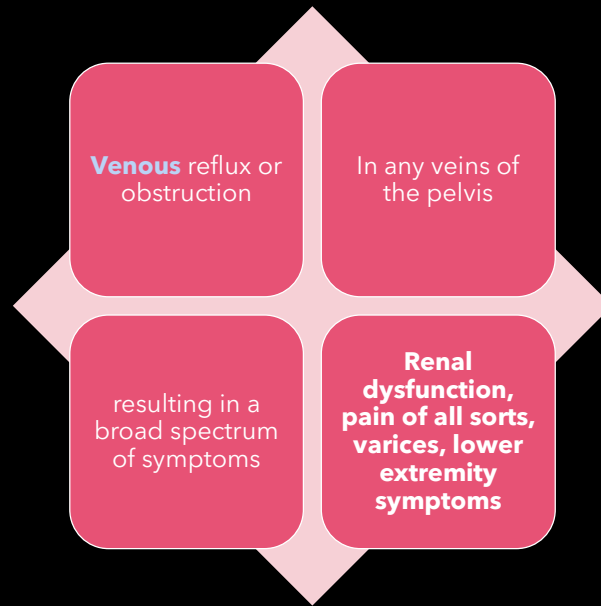 Venous reflux or
obstruction
In any veins of
the pelvis
resulting in a
broad spectrum
of symptoms
Renal
dysfunction,
pain of all sorts,
varices, lower
extremity
symptoms